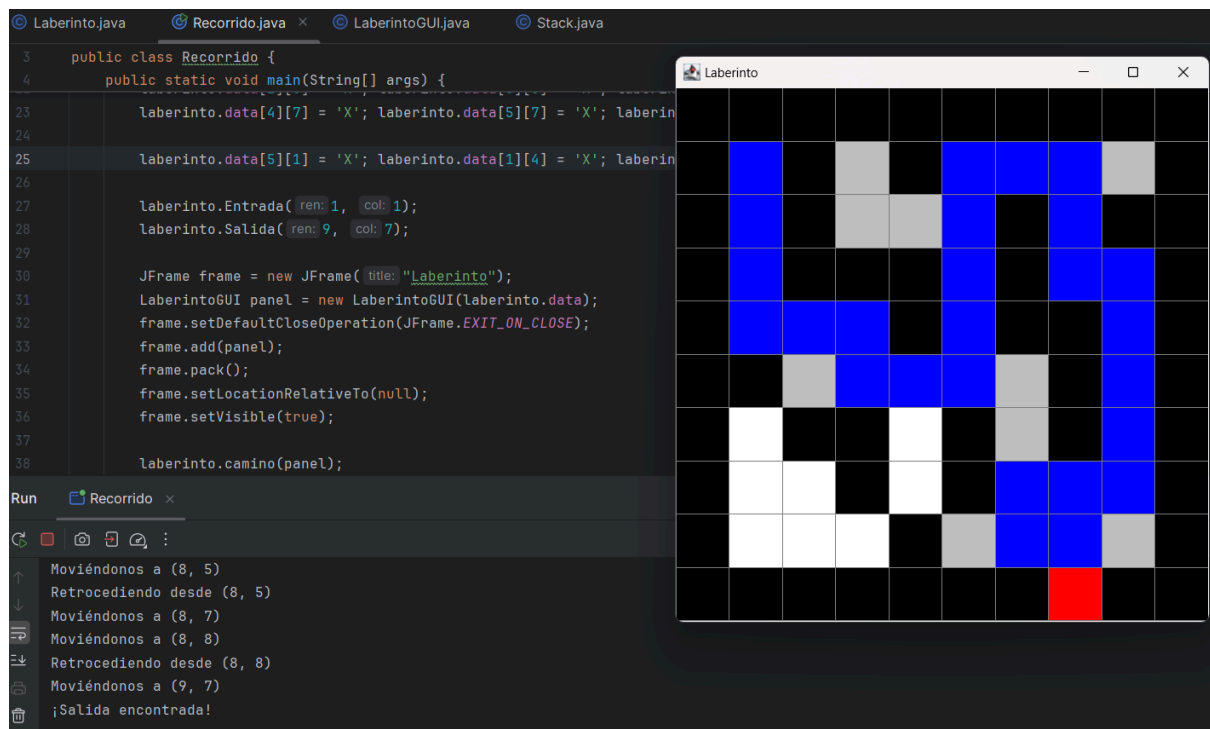 Laberinto.java Recorrido.java × LaberintoGUI.java Stack.java
3 public class Recorrido {
4 public static void main(String[] args) {
23 laberinto.data[4][7] = 'X'; laberinto.data[5][7] = 'X'; laberin
24
25 laberinto.data[5][1] = 'X'; laberinto.data[1][4] = 'X'; laberin
26
27 laberinto.Entrada( ren: 1, col: 1);
28 laberinto.Salida( ren: 9, col: 7);
29
30 JFrame frame = new JFrame( title: "Laberinto");
31 LaberintoGUI panel = new LaberintoGUI(laberinto.data);
32 frame.setDefaultCloseOperation(JFrame.EXIT_ON_CLOSE);
33 frame.add(panel);
34 frame.pack();
35 frame.setLocationRelativeTo(null);
36 frame.setVisible(true);
37
38 laberinto.camino(panel);
Laberinto
Run Recorrido ×
Moviéndonos a (8, 5)
Retrocediendo desde (8, 5)
Moviéndonos a (8, 7)
Moviéndonos a (8, 8)
Retrocediendo desde (8, 8)
Moviéndonos a (9, 7)
¡Salida encontrada!